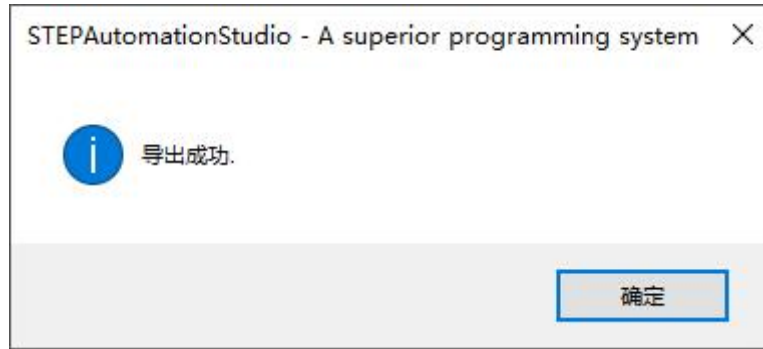 STEPAutomationStudio - A superior programming system
导出成功.
确定